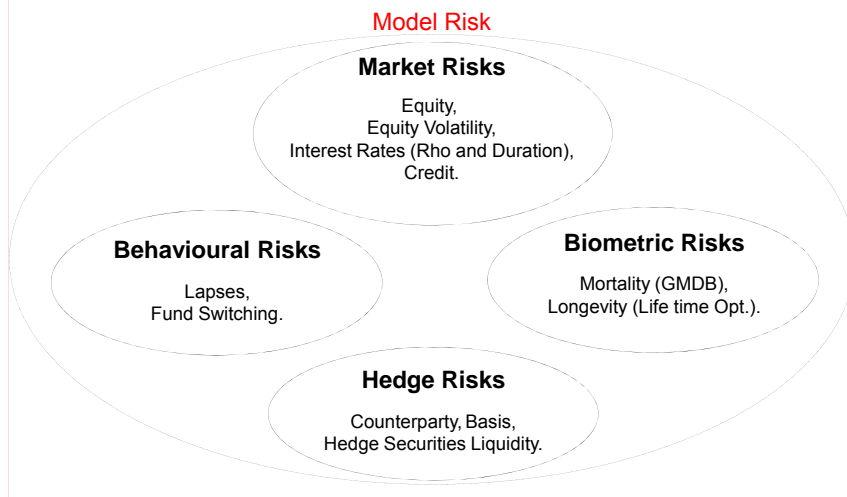 Model Risk
Market Risks
Equity,
Equity Volatility,
Interest Rates (Rho and Duration),
Credit.
Behavioural Risks
Lapses,
Fund Switching.
Biometric Risks
Mortality (GMDB),
Longevity (Life time Opt.).
Hedge Risks
Counterparty, Basis,
Hedge Securities Liquidity.